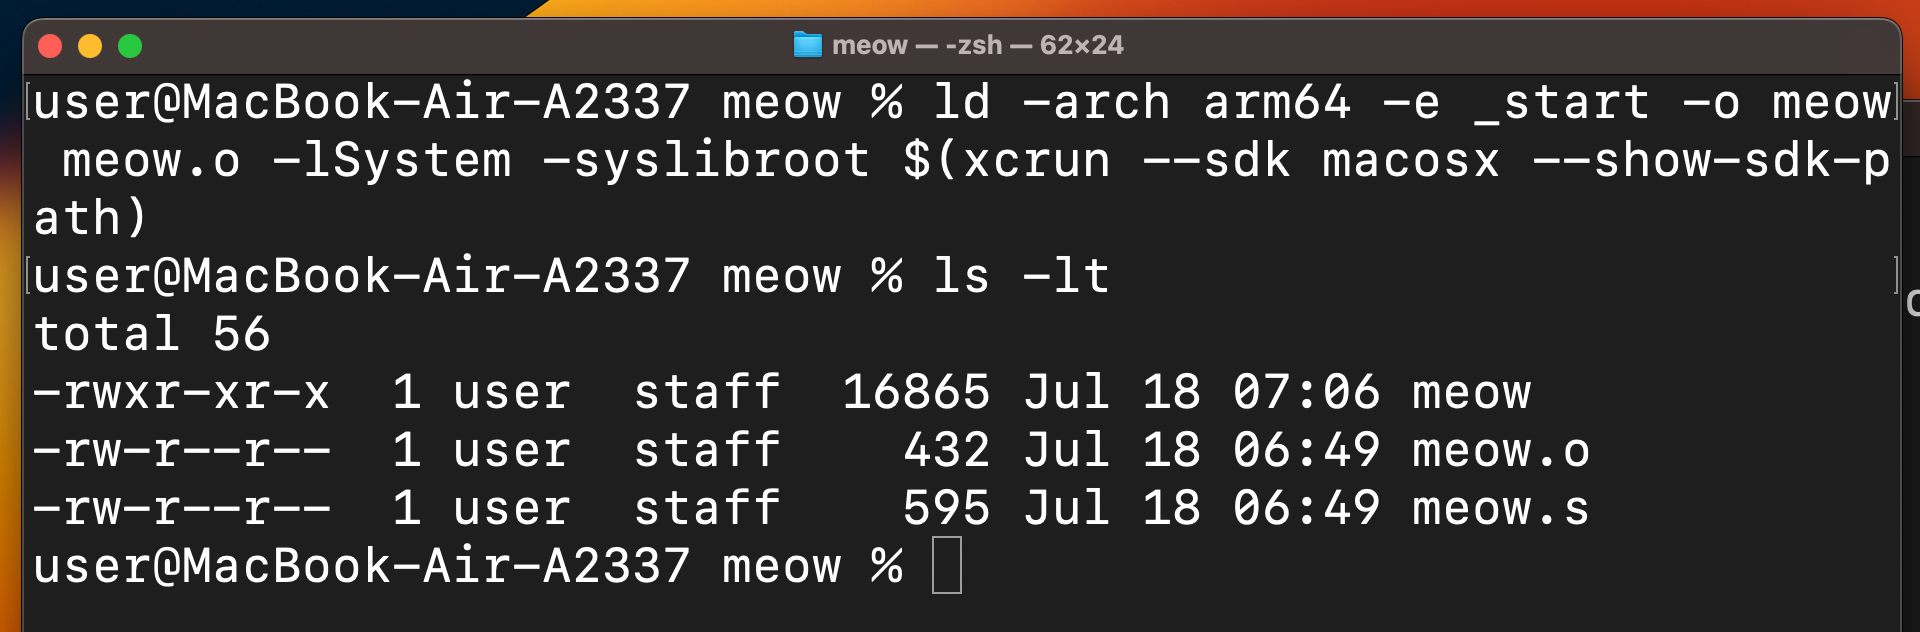 meow — -zsh — 62×24
user@MacBook-Air-A2337 meow % ld -arch arm64 -e _start -o meow
meow.o -lSystem -syslibroot $(xcrun --sdk macosx --show-sdk-p
ath)
user@MacBook-Air-A2337 meow % ls -lt
total 56
-rwxr-xr-x  1 user  staff  16865 Jul 18 07:06 meow
-rw-r--r--  1 user  staff    432 Jul 18 06:49 meow.o
-rw-r--r--  1 user  staff    595 Jul 18 06:49 meow.s
user@MacBook-Air-A2337 meow %